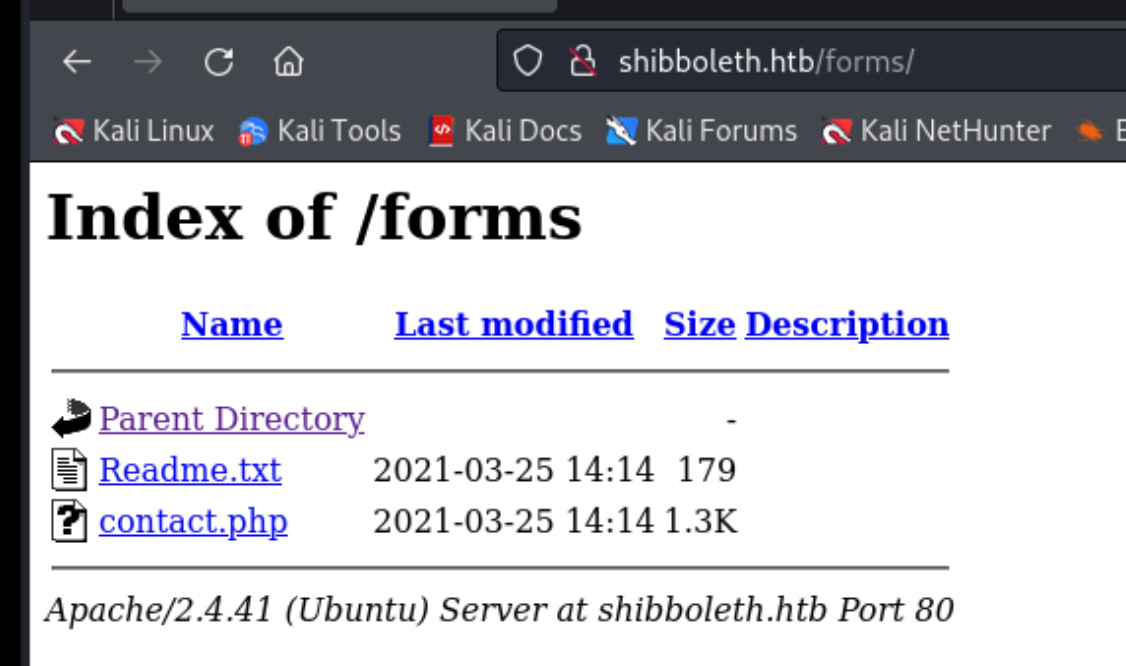 shibboleth.htb/forms/
Kali Linux Kali Tools Kali Docs Kali Forums Kali NetHunter
Index of /forms
Name Last modified Size Description
Parent Directory -
Readme.txt 2021-03-25 14:14 179
contact.php 2021-03-25 14:14 1.3K
Apache/2.4.41 (Ubuntu) Server at shibboleth.htb Port 80